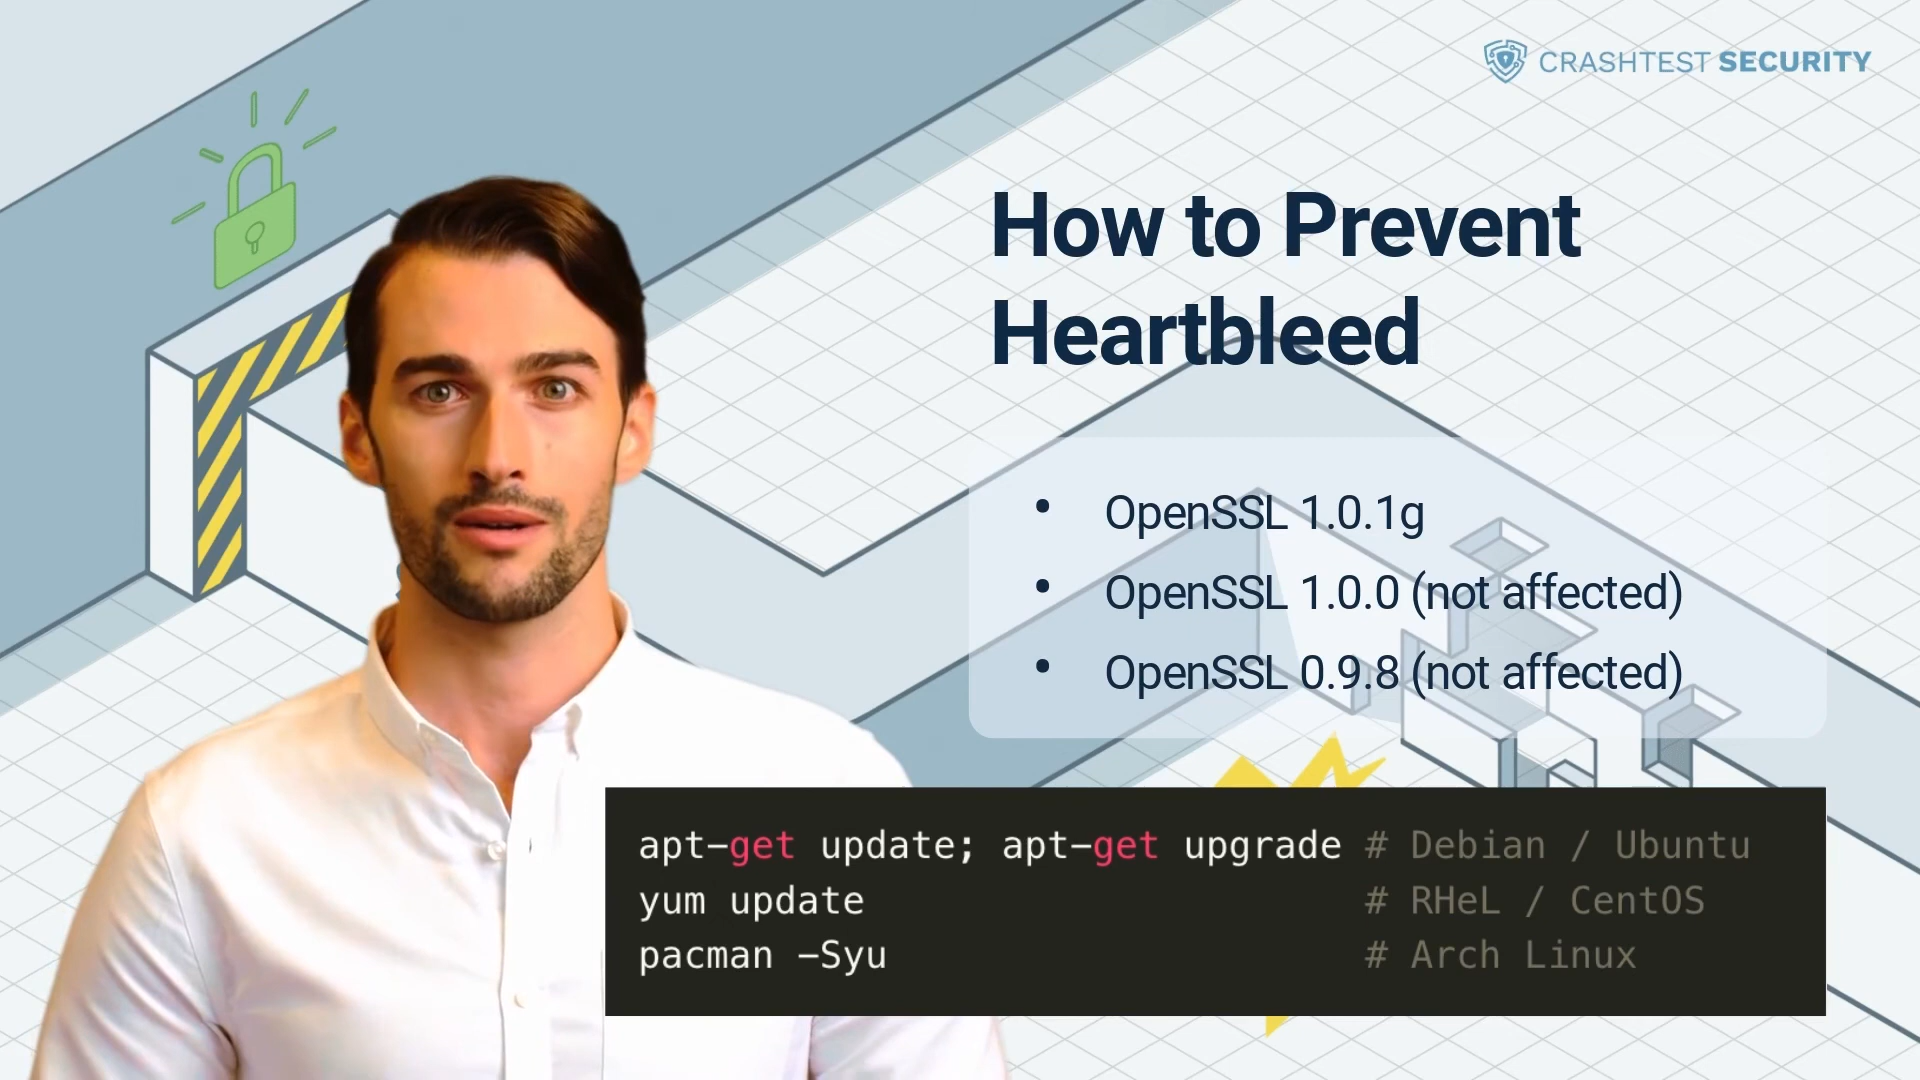 CRASHTEST SECURITY
How to Prevent
Heartbleed
• OpenSSL 1.0.1g
• OpenSSL 1.0.0 (not affected)
• OpenSSL 0.9.8 (not affected)
apt-get update; apt-get upgrade # Debian / Ubuntu
yum update # RHeL / CentOS
pacman -Syu # Arch Linux